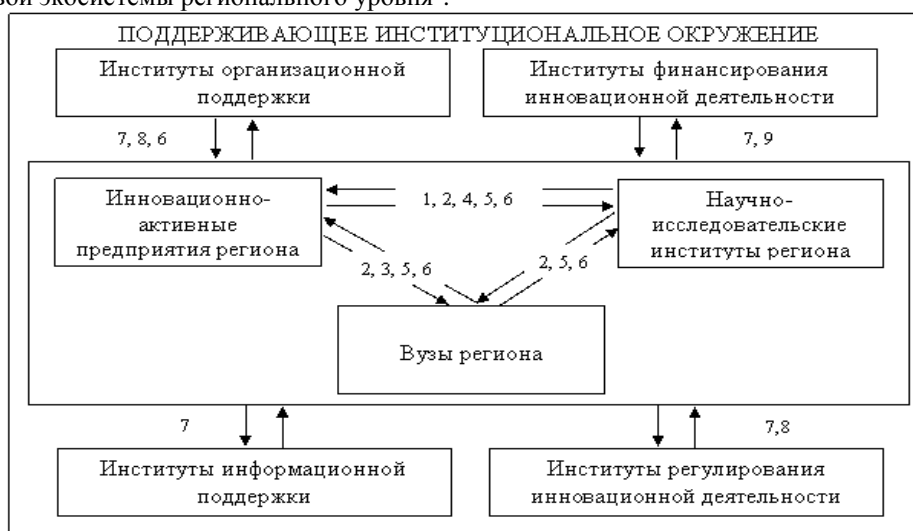 вой экосистемы регионального уровня .
ПОДДЕРЖИВАЮЩЕЕ ИНСТИТУЦИОНАЛЬНОЕ ОКРУЖЕНИЕ
Институты организационной
поддержки
Институты финансирования
инновационной деятельности
7, 8, 6
7, 9
Инновационно-
активные
предприятия региона
1, 2, 4, 5, 6
Научно-
исследовательские
институты региона
2, 3, 5, 6
2, 5, 6
Вузы региона
7
7,8
Институты информационной
поддержки
Институты регулирования
инновационной деятельности